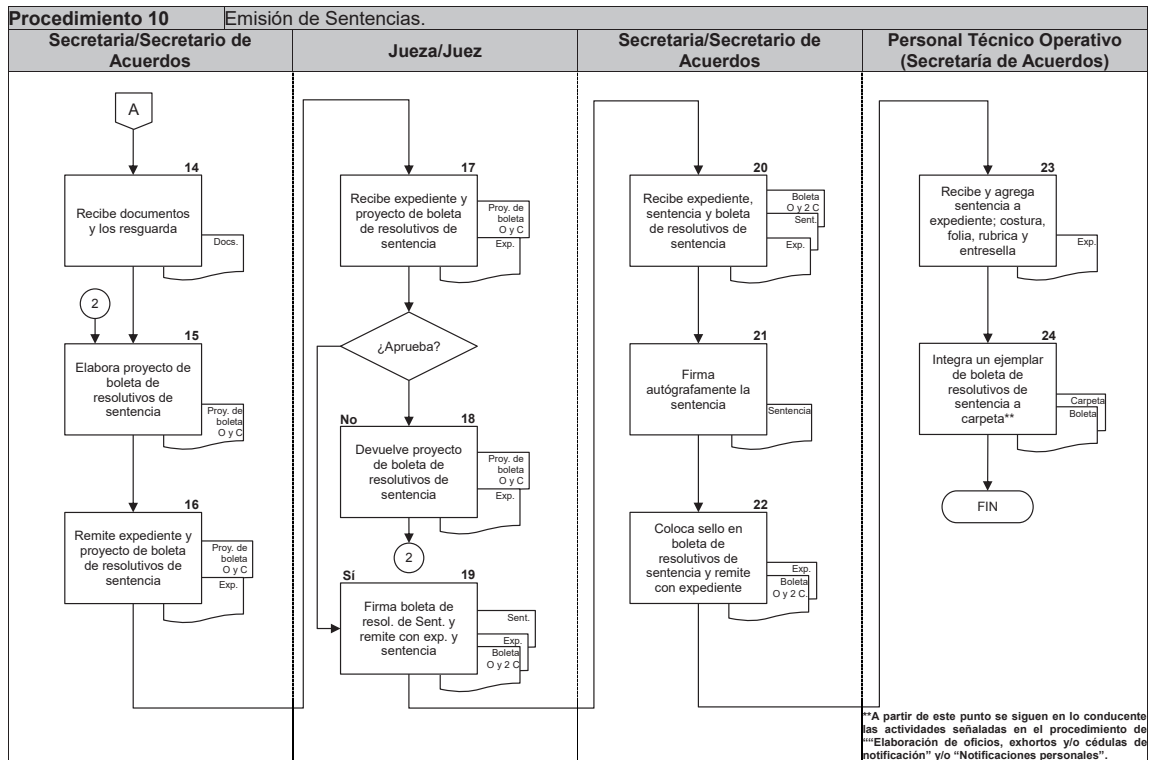 Procedimiento 10 Emisión de Sentencias.
Secretaria/Secretario de
Acuerdos
Jueza/Juez
Secretaria/Secretario de
Acuerdos
Personal Técnico Operativo
(Secretaría de Acuerdos)
A
14
Recibe documentos
y los resguarda
Docs.
2
15
Elabora proyecto de
boleta de
resolutivos de
sentencia
Proy. de
boleta
O y C
16
Remite expediente y
proyecto de boleta
de resolutivos de
sentencia
Proy. de
boleta
O y C
Exp.
17
Recibe expediente y
proyecto de boleta
de resolutivos de
sentencia
Proy. de
boleta
O y C
Exp.
¿Aprueba?
No
18
Devuelve proyecto
de boleta de
resolutivos de
sentencia
Proy. de
boleta
O y C
Exp.
2
Sí
19
Firma boleta de
resol. de Sent. y
remite con exp. y
sentencia
Sent.
Exp.
Boleta
O y 2 C
20
Recibe expediente,
sentencia y boleta
de resolutivos de
sentencia
Boleta
O y 2 C
Sent.
Exp.
21
Firma
autógrafamente la
sentencia
Sentencia
22
Coloca sello en
boleta de
resolutivos de
sentencia y remite
con expediente
Exp.
Boleta
O y 2 C.
23
Recibe y agrega
sentencia a
expediente; costura,
folia, rubrica y
entresella
Exp.
24
Integra un ejemplar
de boleta de
resolutivos de
sentencia a
carpeta**
Carpeta
Boleta
FIN
**A partir de este punto se siguen en lo conducente
las actividades señaladas en el procedimiento de
““Elaboración de oficios, exhortos y/o cédulas de
notificación” y/o “Notificaciones personales”.